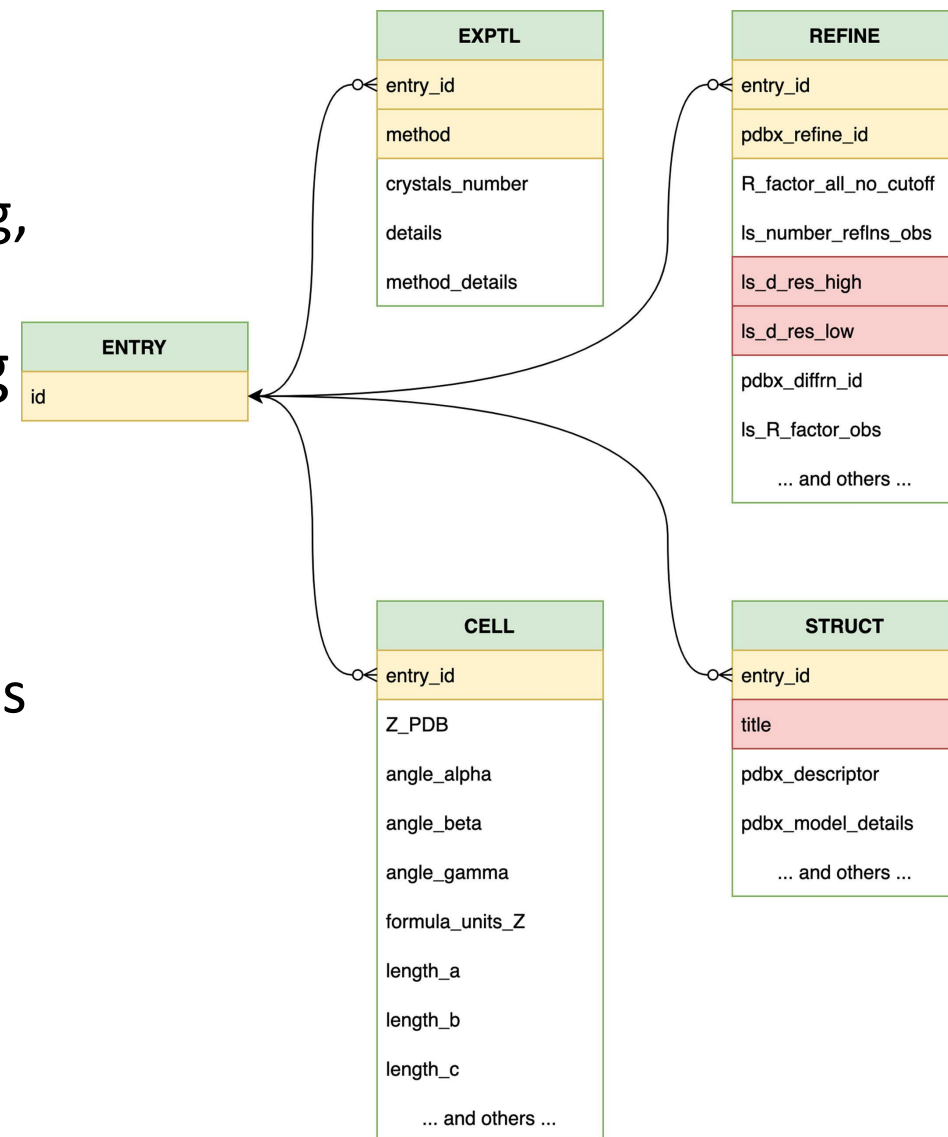 g,
g
s
ENTRY
id
EXPTL
entry_id
method
crystals_number
details
method_details
REFINE
entry_id
pdbx_refine_id
R_factor_all_no_cutoff
ls_number_reflns_obs
ls_d_res_high
ls_d_res_low
pdbx_diffrn_id
ls_R_factor_obs
... and others ...
CELL
entry_id
Z_PDB
angle_alpha
angle_beta
angle_gamma
formula_units_Z
length_a
length_b
length_c
... and others ...
STRUCT
entry_id
title
pdbx_descriptor
pdbx_model_details
... and others ...